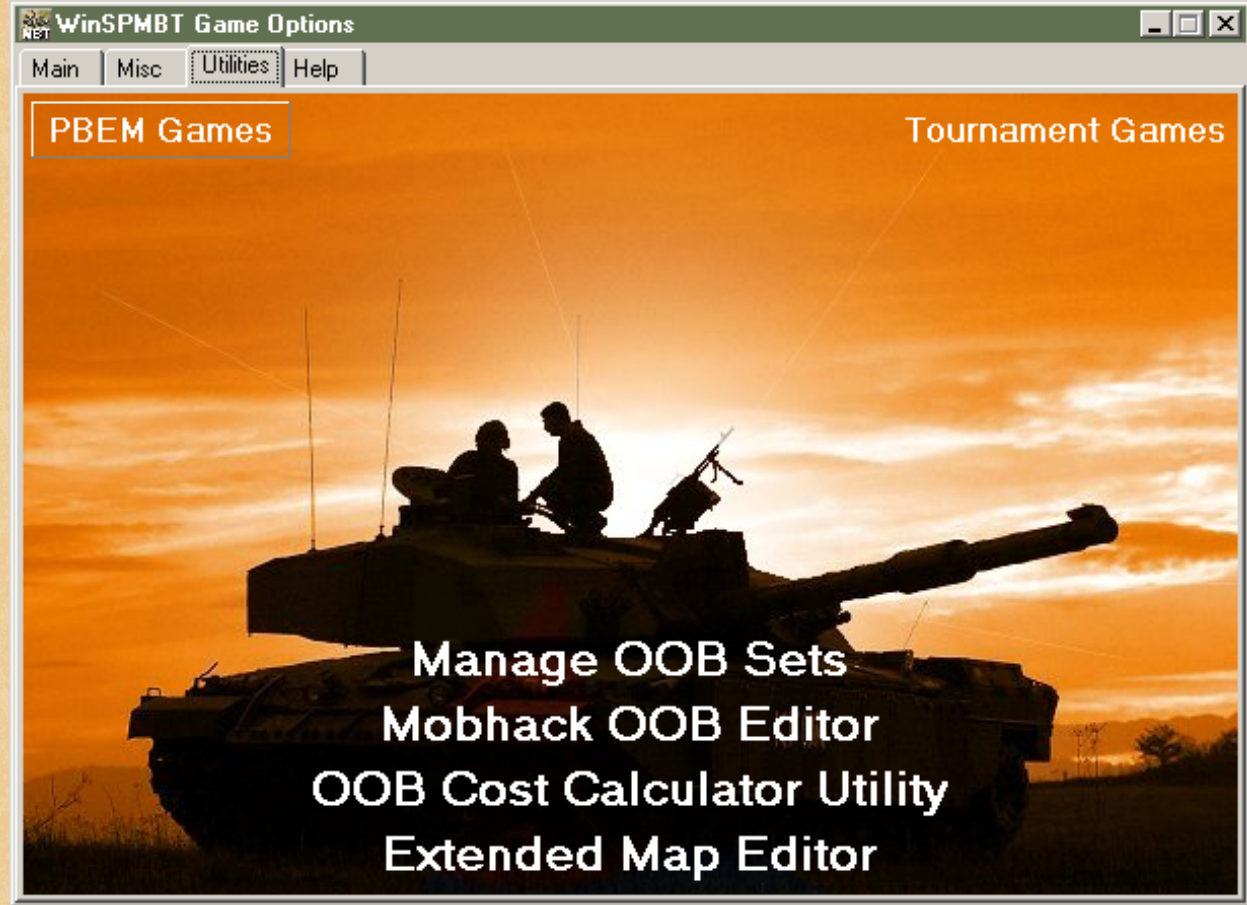 WinSPMBT Game Options
Main Misc Utilities Help
PBEM Games Tournament Games
Manage OOB Sets
Mobhack OOB Editor
OOB Cost Calculator Utility
Extended Map Editor